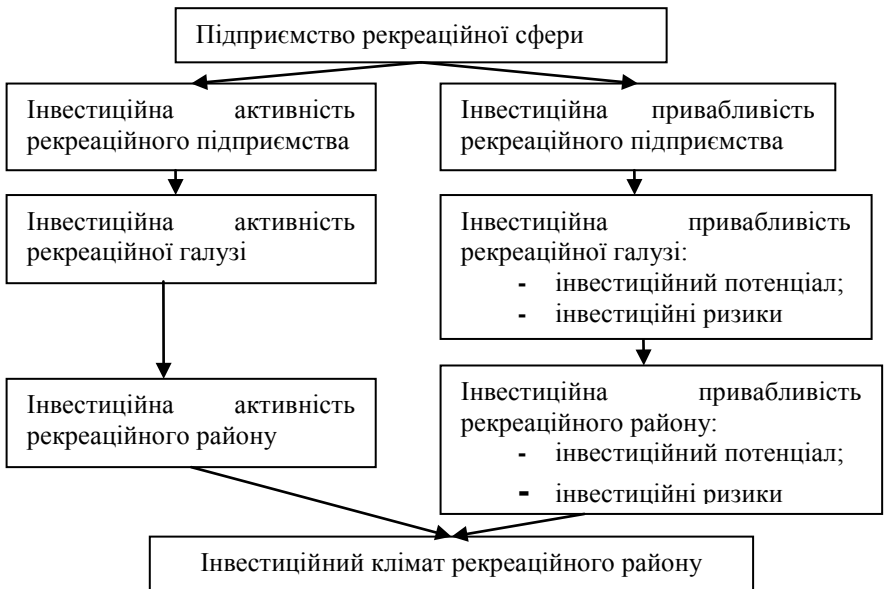 Підприємство рекреаційної сфери
Інвестиційна активність
рекреаційного підприємства
Інвестиційна привабливість
рекреаційного підприємства
Інвестиційна активність
рекреаційної галузі
Інвестиційна привабливість
рекреаційної галузі:
- інвестиційний потенціал;
- інвестиційні ризики
Інвестиційна активність
рекреаційного району
Інвестиційна привабливість
рекреаційного району:
- інвестиційний потенціал;
- інвестиційні ризики
Інвестиційний клімат рекреаційного району